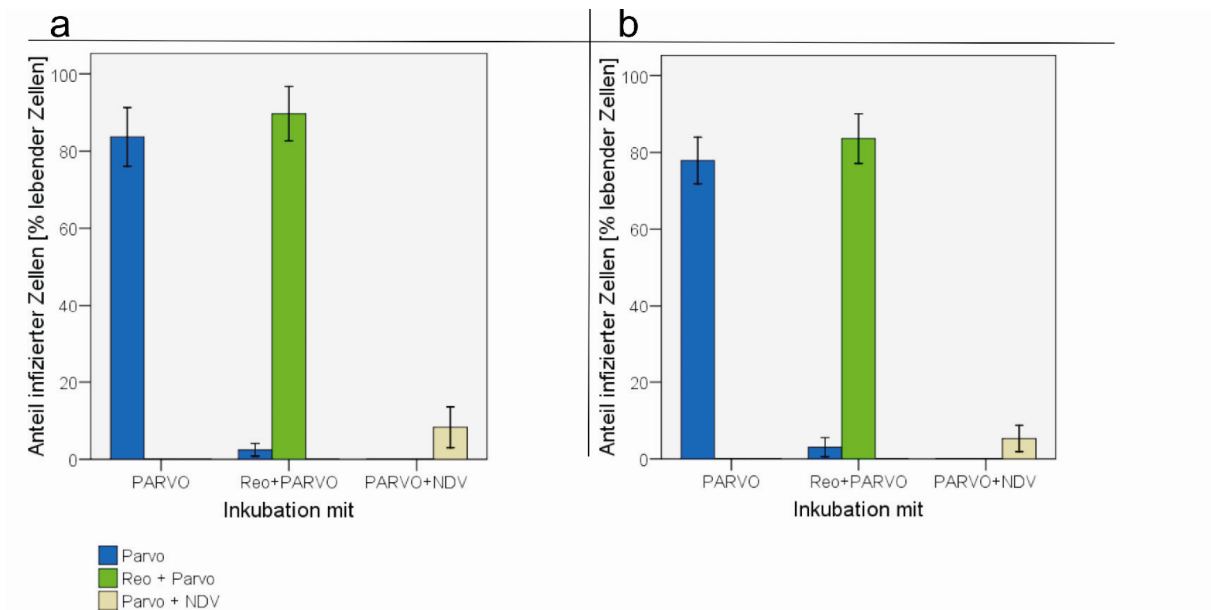 a
b
Anteil infizierter Zellen [% lebender Zellen]
100
80
60
40
20
0
PARVO Reo+PARVO PARVO+NDV
Inkubation mit
Anteil infizierter Zellen [% lebender Zellen]
100
80
60
40
20
0
PARVO Reo+PARVO PARVO+NDV
Inkubation mit
Parvo
Reo + Parvo
Parvo + NDV